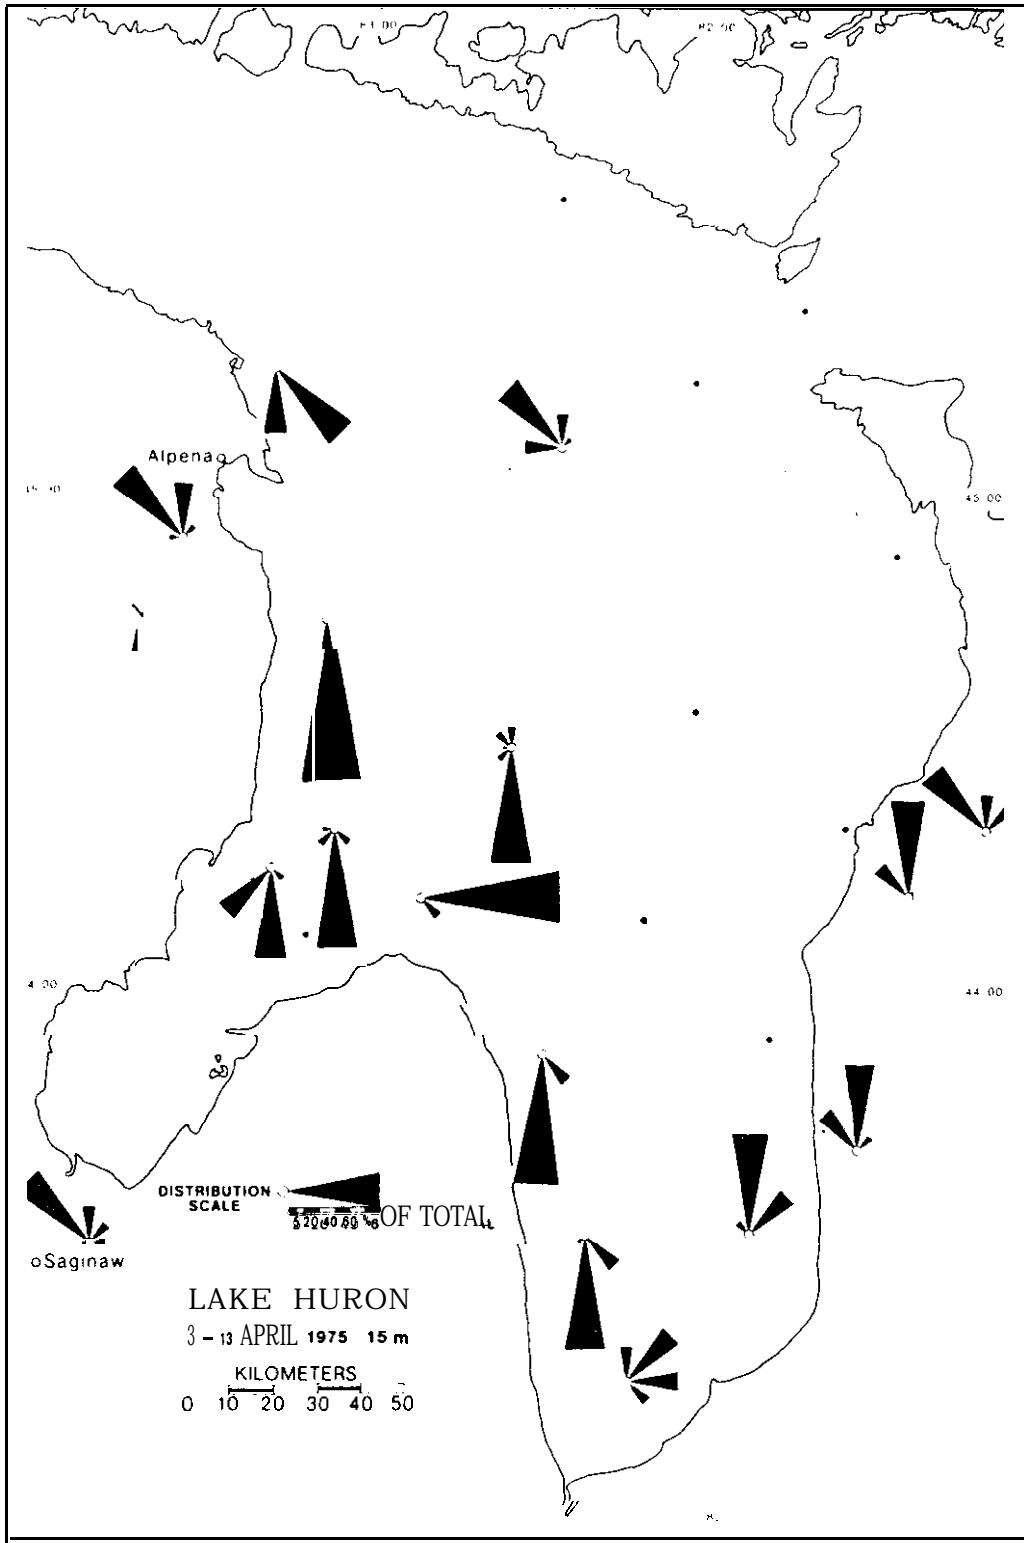 Alpena
45 00
44 00
DISTRIBUTION
SCALE
OF TOTAL
oSaginaw
LAKE HURON
3 – 13 APRIL 1975 15 m
KILOMETERS
0 10 20 30 40 50